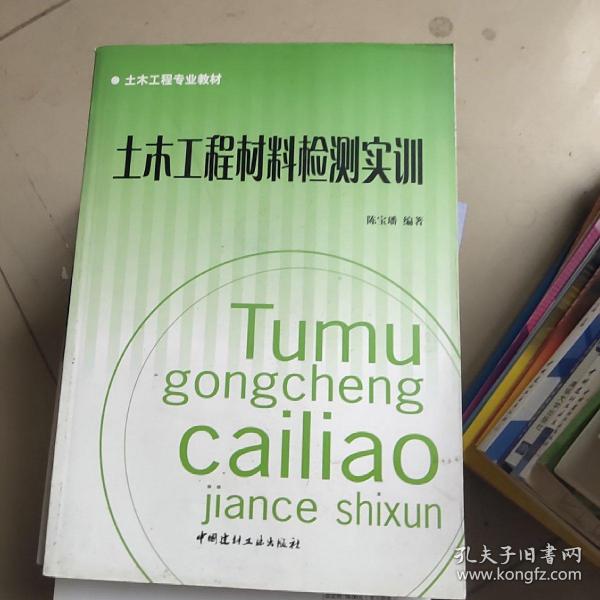 土木工程专业教材
土木工程材料检测实训
陈宝璠 编著
Tumu
gongcheng
cailiao
jiance shixun
中国建材工业出版社
孔夫子旧书网
www.kongfz.com